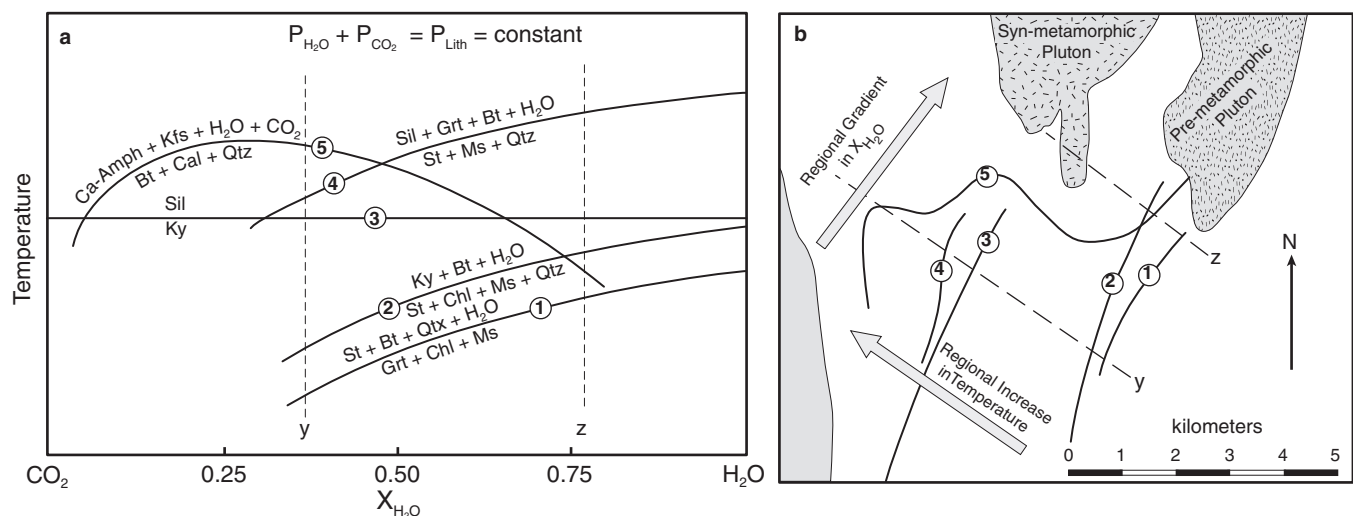 a
P_H₂O + P_CO₂ = P_Lith = constant
Ca-Amph + Kfs + H₂O + CO₂
Bt + Cal + Qtz
5
Sil + Grt + Bt + H₂O
St + Ms + Qtz
4
Sil
Ky
3
Ky + Bt + H₂O
St + Chl + Ms + Qtz
2
St + Bt + Qtx + H₂O
Grt + Chl + Ms
1
y
z
Temperature
CO₂
0.25
0.50
0.75
H₂O
X_H₂O
b
Syn-metamorphic
Pluton
Pre-metamorphic
Pluton
Regional Gradient
in X_H₂O
5
4
3
2
1
z
y
N
Regional Increase
inTemperature
kilometers
0
1
2
3
4
5